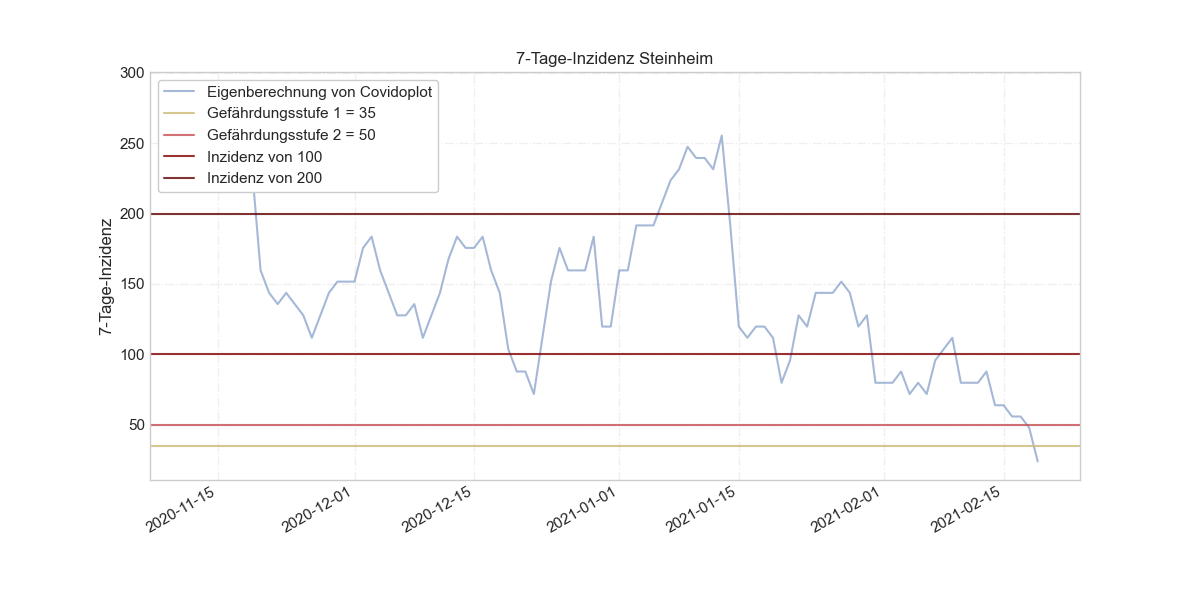 7-Tage-Inzidenz Steinheim
300
250
200
150
100
50
7-Tage-Inzidenz
Eigenberechnung von Covidoplot
Gefährdungsstufe 1 = 35
Gefährdungsstufe 2 = 50
Inzidenz von 100
Inzidenz von 200
2020-11-15
2020-12-01
2020-12-15
2021-01-01
2021-01-15
2021-02-01
2021-02-15